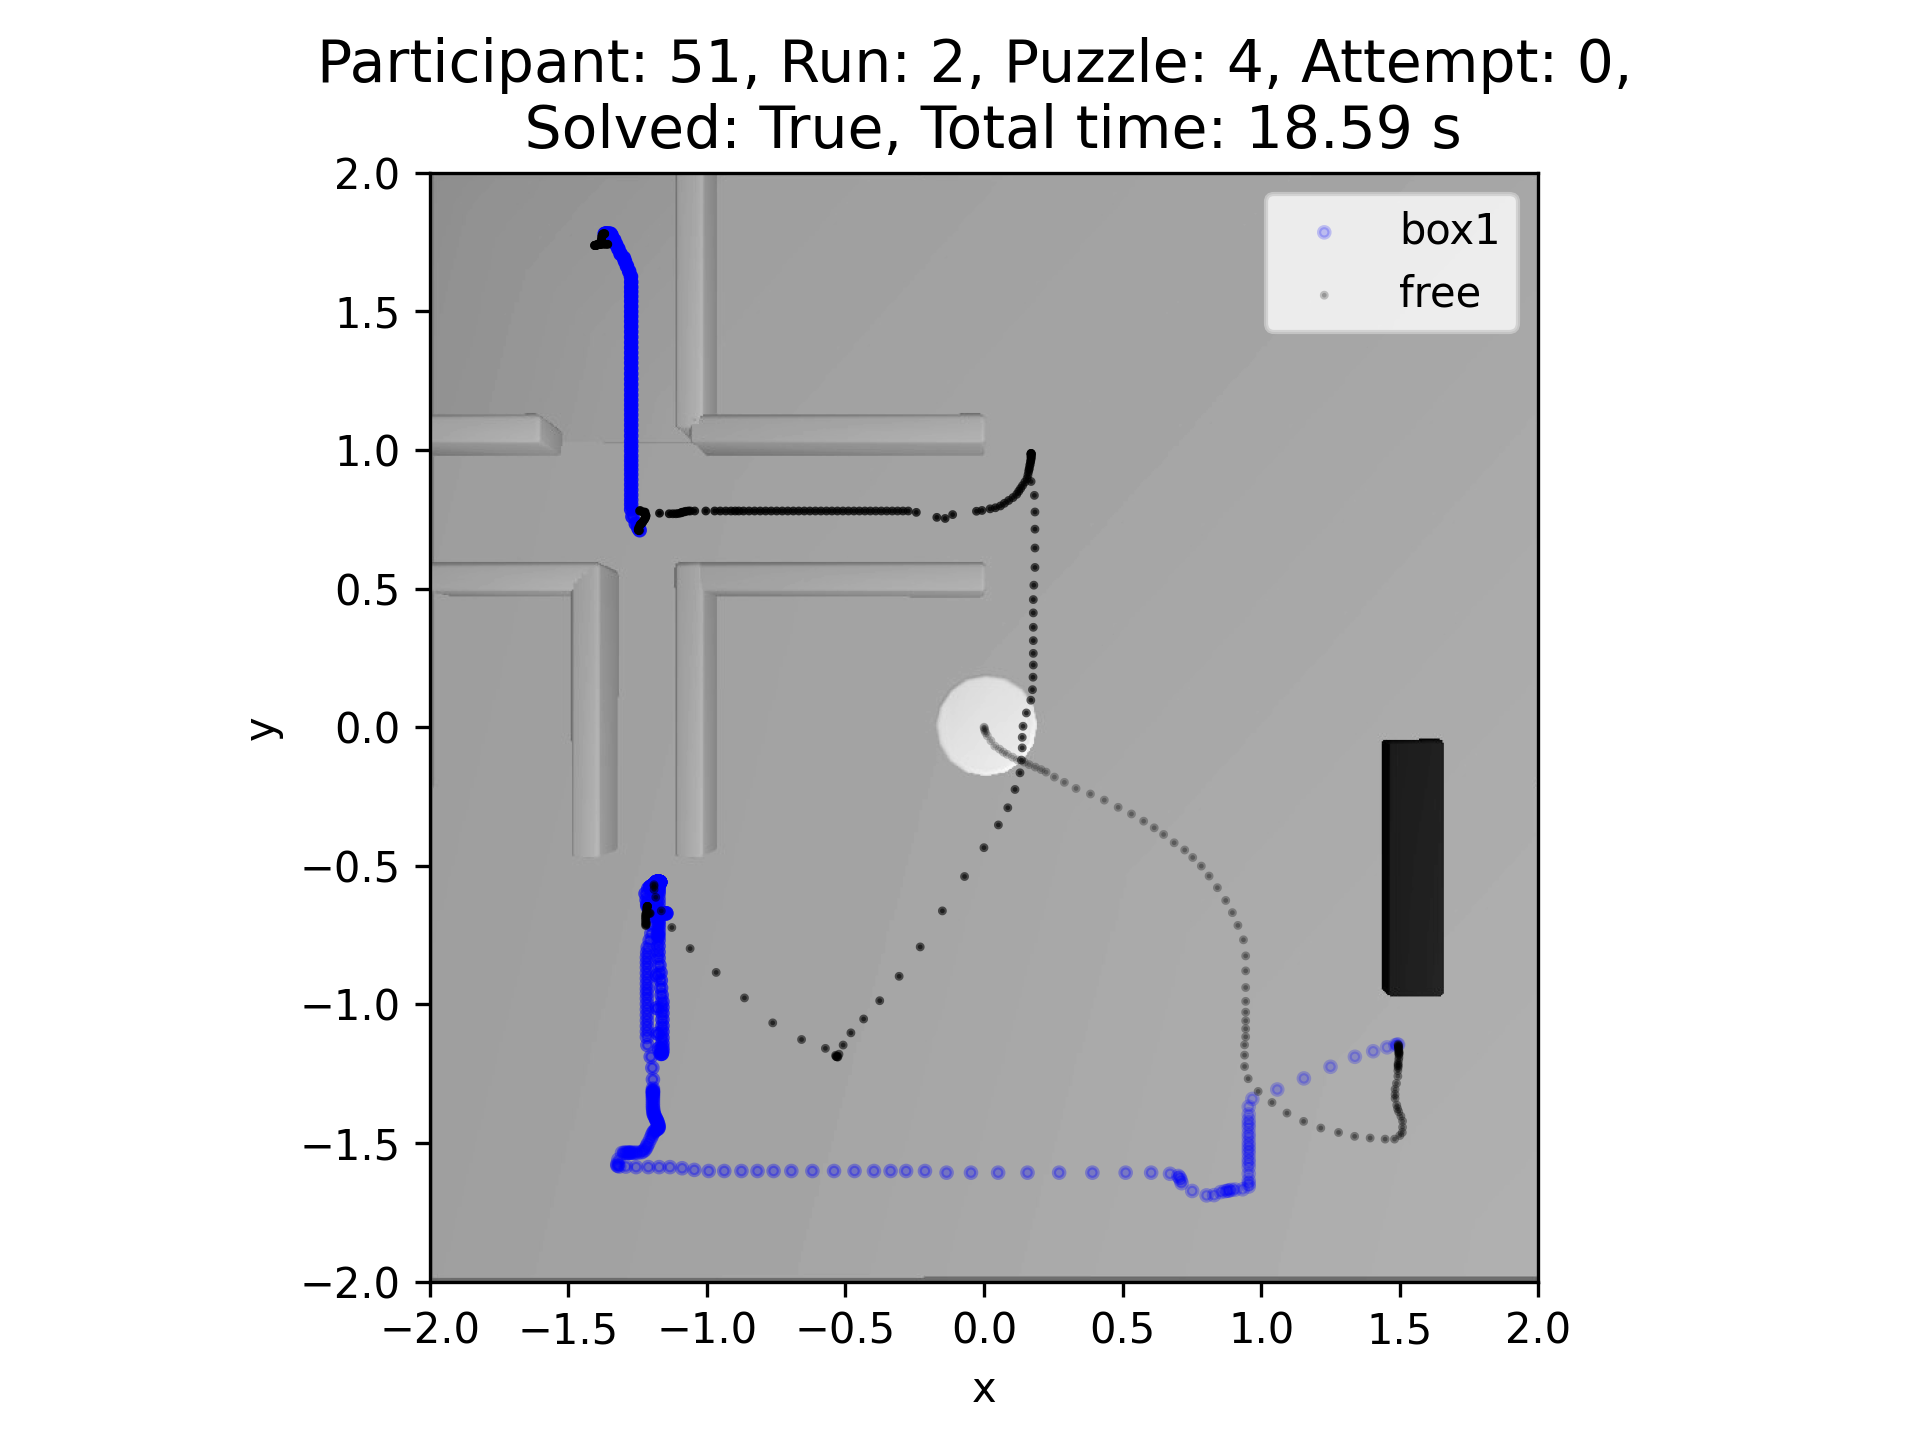 Participant: 51, Run: 2, Puzzle: 4, Attempt: 0,
Solved: True, Total time: 18.59 s
box1
free
2.0
1.5
1.0
0.5
0.0
−0.5
−1.0
−1.5
−2.0
y
−2.0 −1.5 −1.0 −0.5 0.0 0.5 1.0 1.5 2.0
x